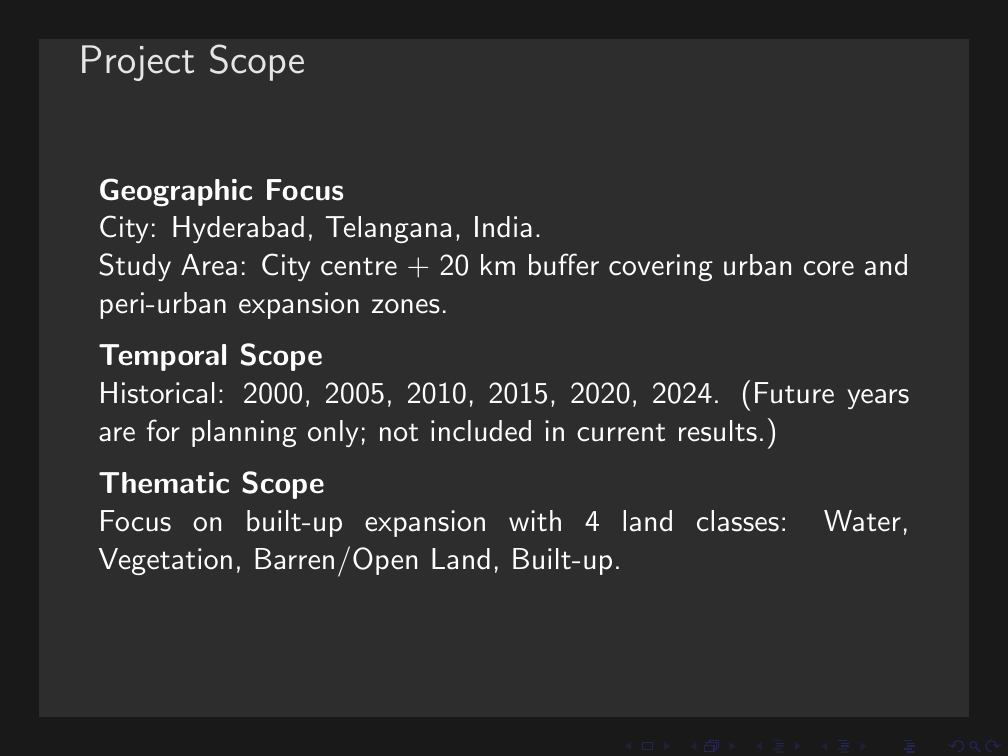 Project Scope
Geographic Focus
City: Hyderabad, Telangana, India.
Study Area: City centre + 20 km buffer covering urban core and
peri-urban expansion zones.
Temporal Scope
Historical: 2000, 2005, 2010, 2015, 2020, 2024. (Future years
are for planning only; not included in current results.)
Thematic Scope
Focus on built-up expansion with 4 land classes: Water,
Vegetation, Barren/Open Land, Built-up.